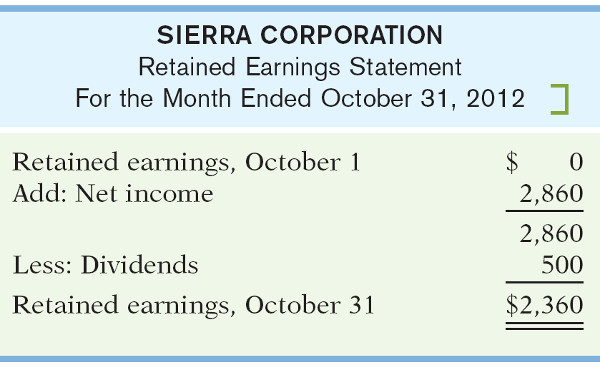 SIERRA CORPORATION
Retained Earnings Statement
For the Month Ended October 31, 2012
Retained earnings, October 1 $ 0
Add: Net income 2,860
2,860
Less: Dividends 500
Retained earnings, October 31 $2,360